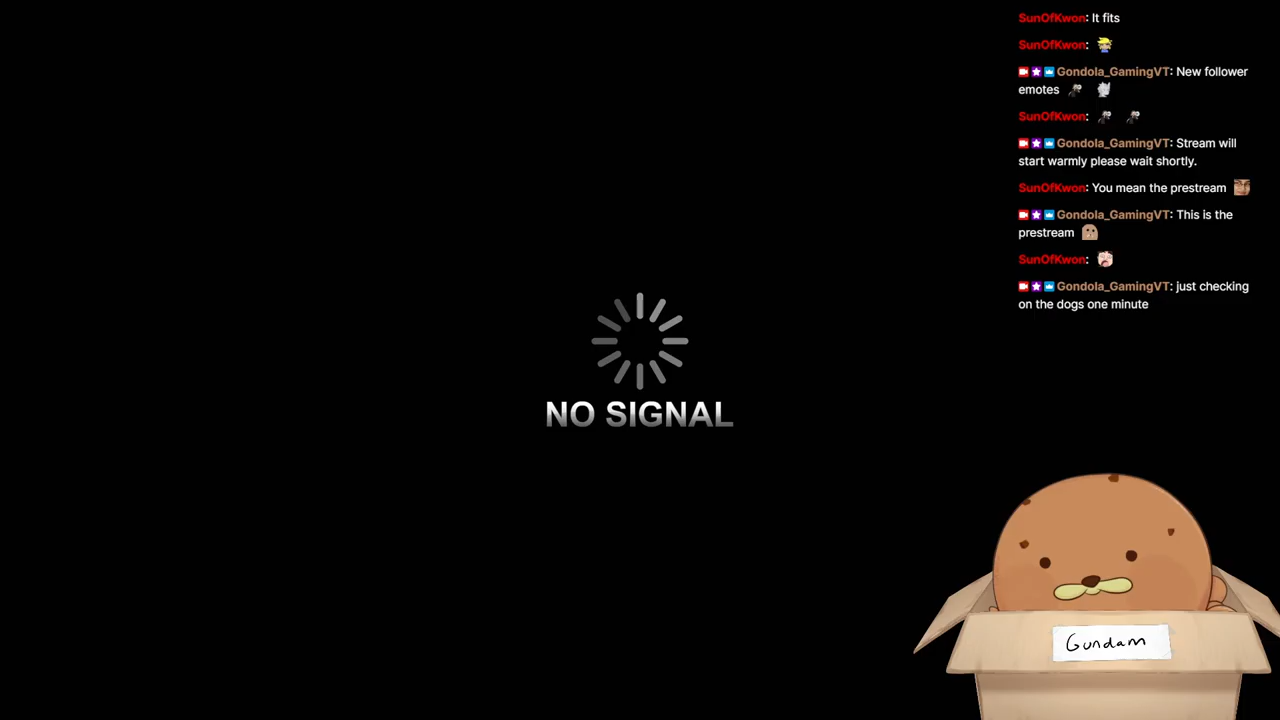 SunOfKwon: It fits
SunOfKwon:
Gondola_GamingVT: New follower
emotes
SunOfKwon:
Gondola_GamingVT: Stream will
start warmly please wait shortly.
SunOfKwon: You mean the prestream
Gondola_GamingVT: This is the
prestream
SunOfKwon:
Gondola_GamingVT: just checking
on the dogs one minute
NO SIGNAL
Gundam